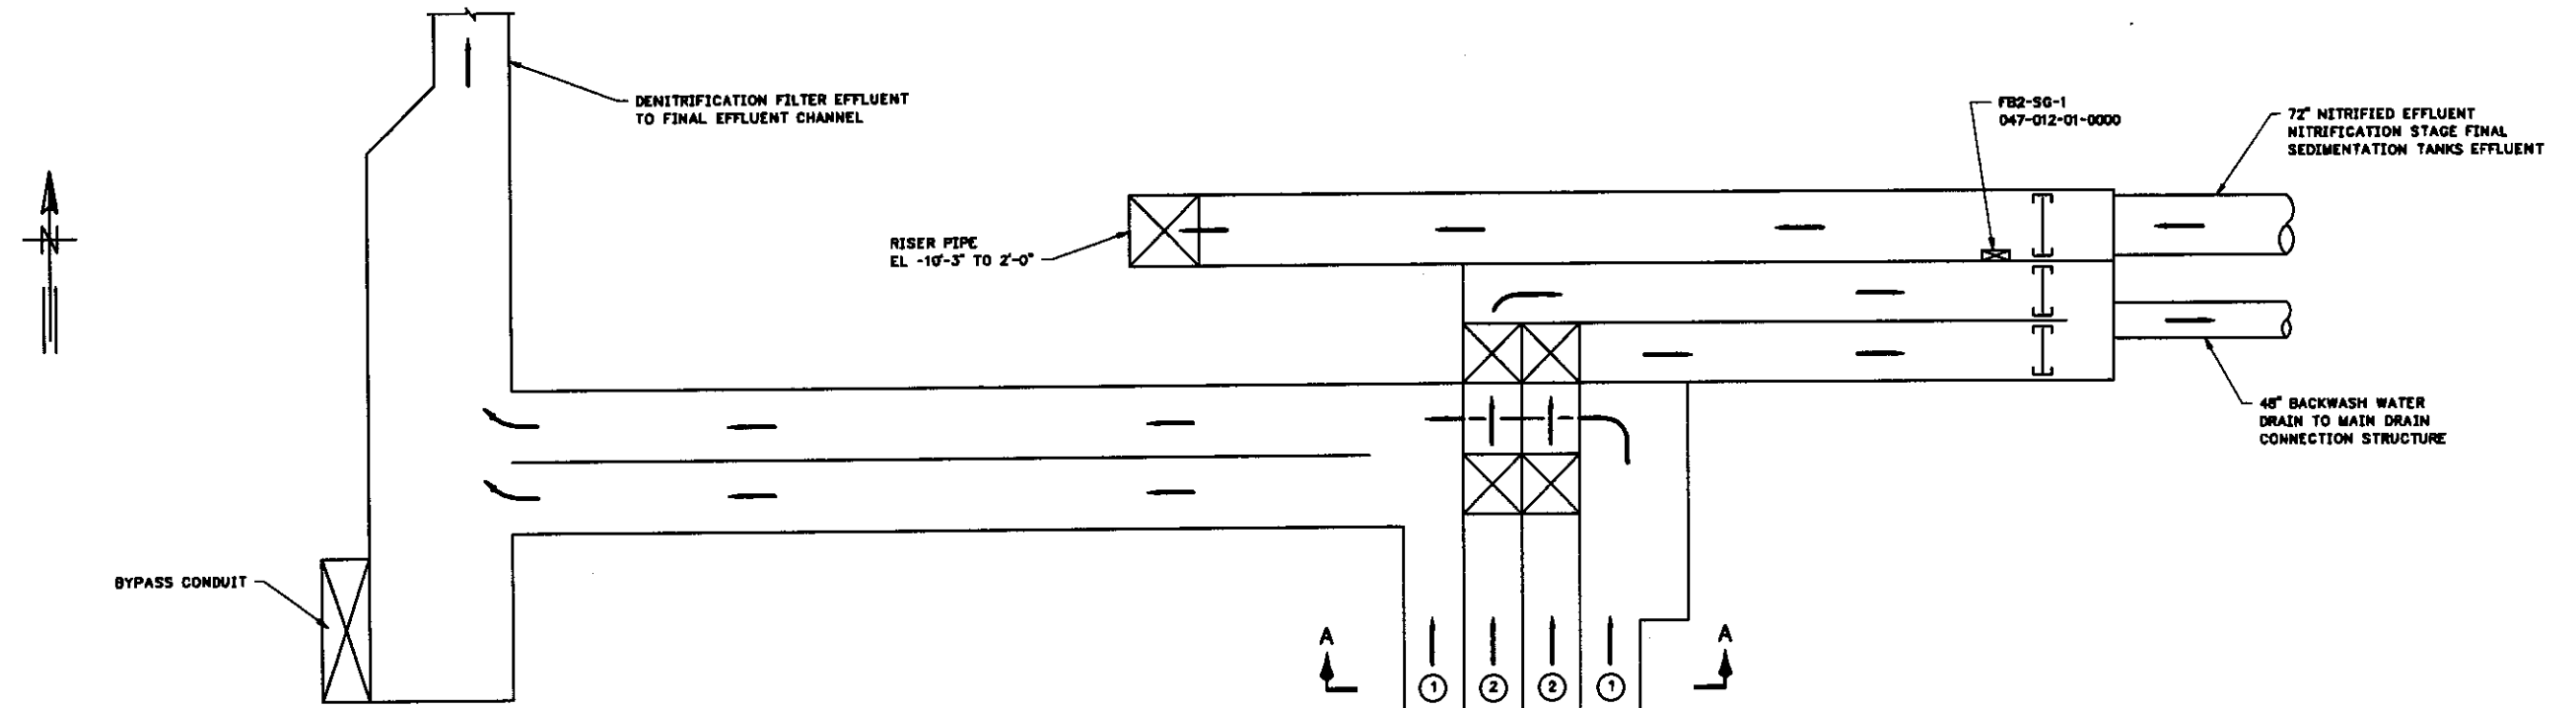 DENITRIFICATION FILTER EFFLUENT
TO FINAL EFFLUENT CHANNEL
FB2-SG-1
047-012-01-0000
72" NITRIFIED EFFLUENT
NITRIFICATION STAGE FINAL
SEDIMENTATION TANKS EFFLUENT
N
RISER PIPE
EL -10'-3" TO 2'-0"
48" BACKWASH WATER
DRAIN TO MAIN DRAIN
CONNECTION STRUCTURE
BYPASS CONDUIT
A
A
1
2
2
1